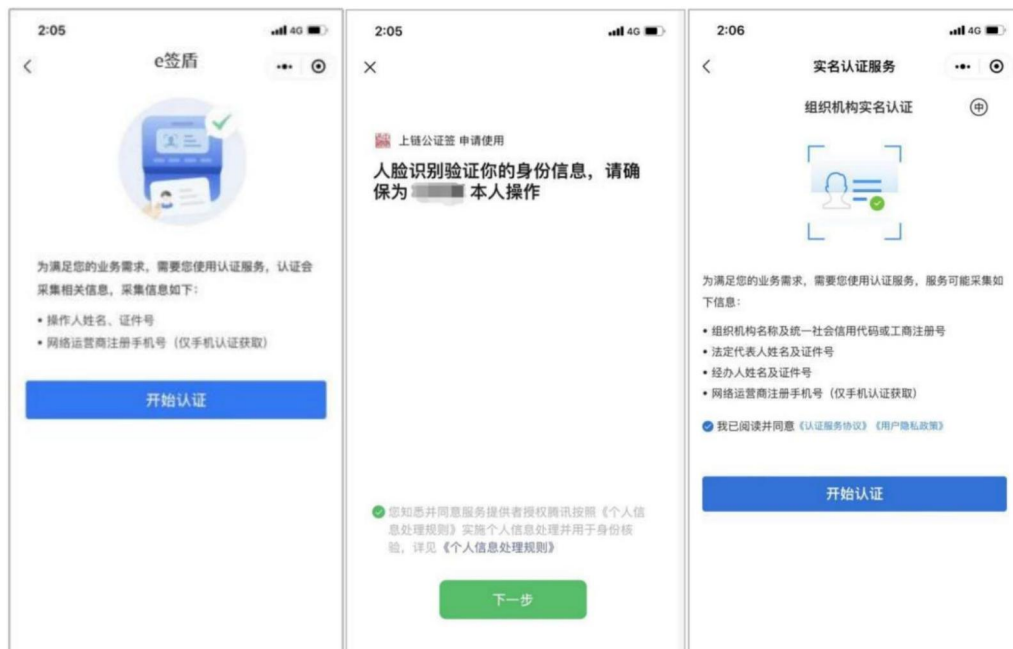 2:05
4G
e签盾
为满足您的业务需求，需要您使用认证服务，认证会
采集相关信息，采集信息如下：
• 操作人姓名、证件号
• 网络运营商注册手机号（仅手机认证获取）
开始认证
2:05
4G
上链公证签 申请使用
人脸识别验证你的身份信息，请确
保为 本人操作
您知悉并同意服务提供者授权腾讯按照《个人信
息处理规则》实施个人信息处理并用于身份核
验，详见《个人信息处理规则》
下一步
2:06
4G
实名认证服务
组织机构实名认证
中
为满足您的业务需求，需要您使用认证服务，服务可能采集如
下信息：
• 组织机构名称及统一社会信用代码或工商注册号
• 法定代表人姓名及证件号
• 经办人姓名及证件号
• 网络运营商注册手机号（仅手机认证获取）
我已阅读并同意《认证服务协议》《用户隐私政策》
开始认证